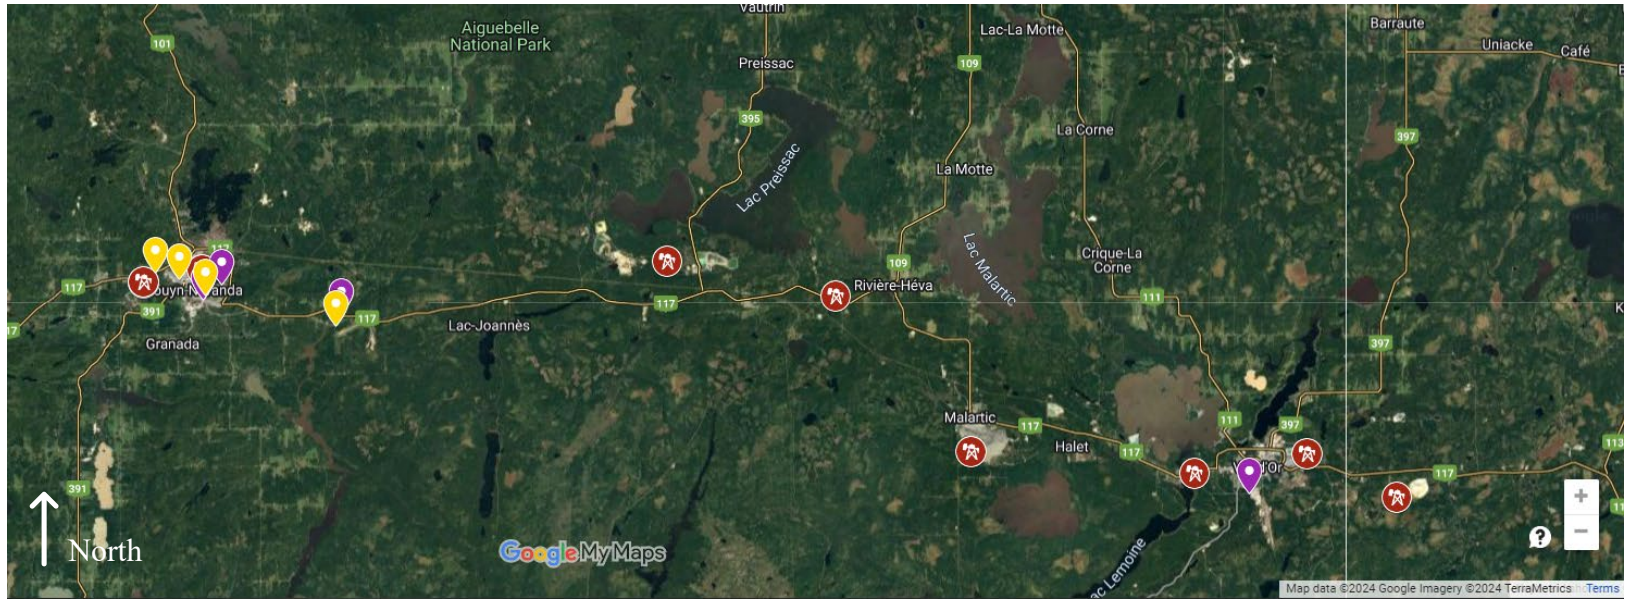 Vautrin
Barraute
101
Aiguebelle
National Park
Lac-La Motte
Uniacke
Café
Preissac
109
395
La Corne
397
La Motte
Lac Preissac
117
Lac Malartic
Crique-La
Corne
109
117
Rivière-Héva
111
117
391
117
Lac-Joannès
Granada
397
Malartic
111
117
397
Halet
117
113
117
391
North
Google My Maps
Lemoine
+
−
?
Map data ©2024 Google Imagery ©2024 TerraMetrics
Terms